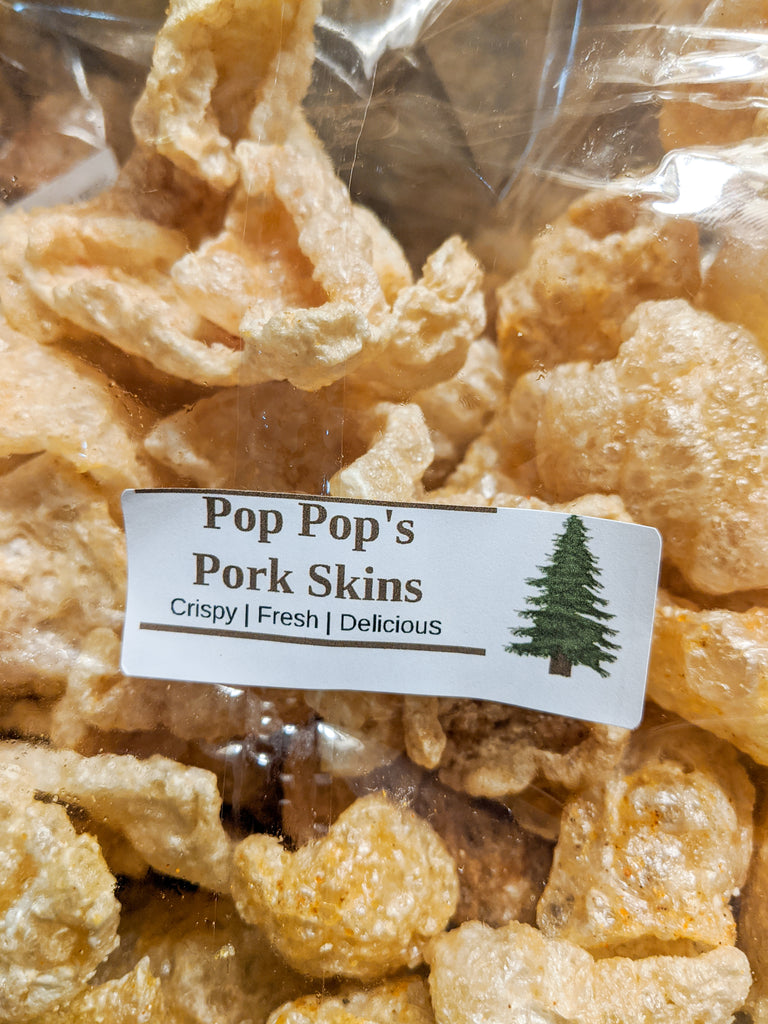 Pop Pop's
Pork Skins
Crispy | Fresh | Delicious